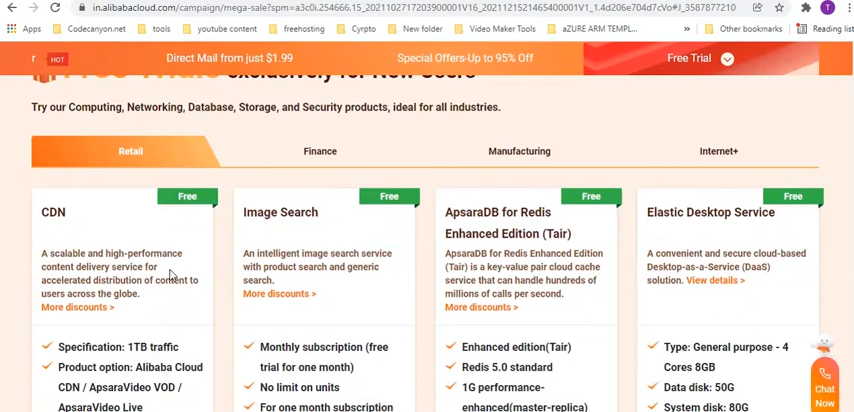 in.alibabacloud.com/campaign/mega-sale?spm=a3c0i.254666.15_2021102717203900001V16_2021121521465400001V1_1.4d206e704d7cVo#J_3587877210
T
Apps Codecanyon.net tools youtube content freehosting Cyrpto New folder Video Maker Tools aZURE ARM TEMPL... » Other bookmarks Reading list
r HOT Direct Mail from just $1.99 Special Offers-Up to 95% Off Free Trial
Free Trials exclusively for New Users
Try our Computing, Networking, Database, Storage, and Security products, ideal for all industries.
Retail Finance Manufacturing Internet+
Free
CDN
A scalable and high-performance
content delivery service for
accelerated distribution of content to
users across the globe.
More discounts >
Specification: 1TB traffic
Product option: Alibaba Cloud
CDN / ApsaraVideo VOD /
ApsaraVideo Live
Free
Image Search
An intelligent image search service
with product search and generic
search.
More discounts >
Monthly subscription (free
trial for one month)
No limit on units
For one month subscription
Free
ApsaraDB for Redis
Enhanced Edition (Tair)
ApsaraDB for Redis Enhanced Edition
(Tair) is a key-value pair cloud cache
service that can handle hundreds of
millions of calls per second.
More discounts >
Enhanced edition(Tair)
Redis 5.0 standard
1G performance-
enhanced(master-replica)
Free
Elastic Desktop Service
A convenient and secure cloud-based
Desktop-as-a-Service (DaaS)
solution. View details >
Type: General purpose - 4
Cores 8GB
Data disk: 50G
System disk: 80G
Chat
Now